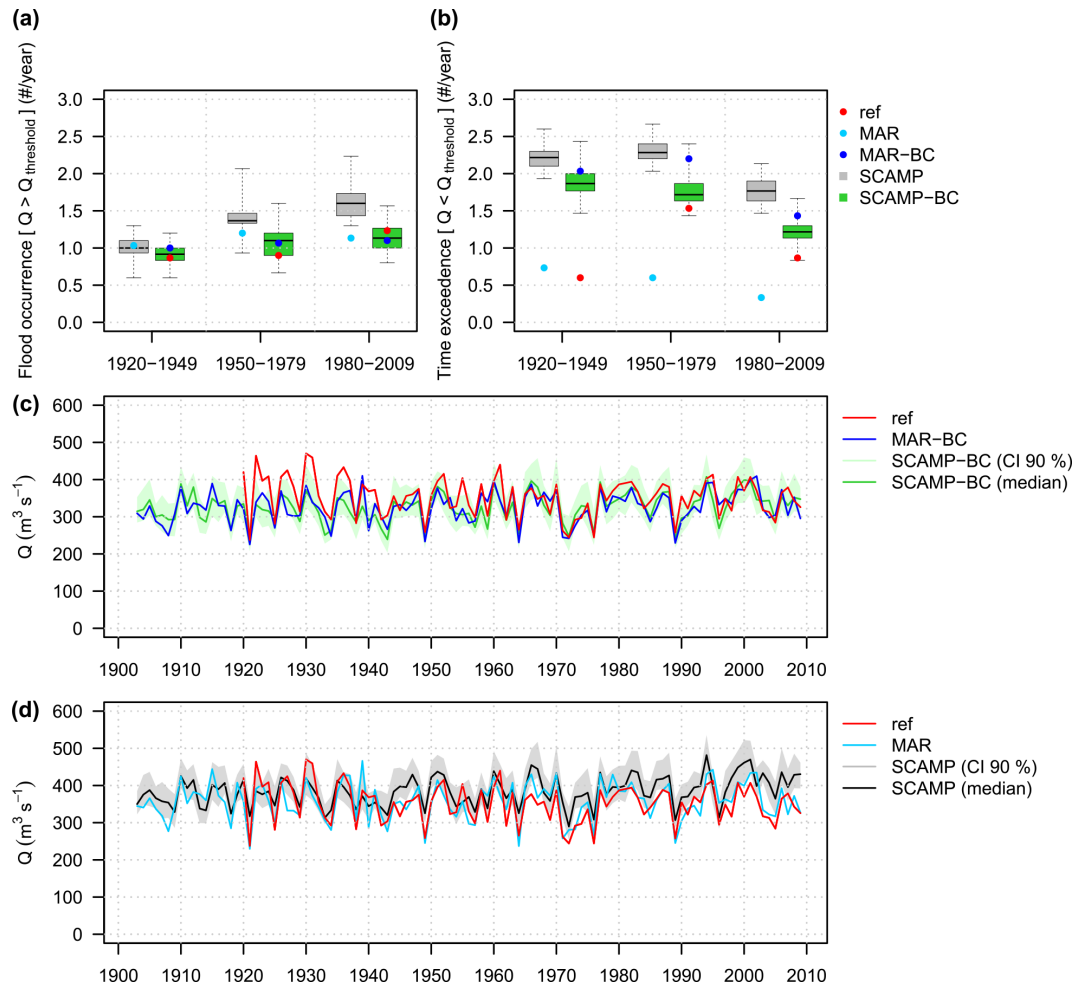 (a)
Flood occurrence [ Q > Qthreshold ] (#/year)
3.0
2.5
2.0
1.5
1.0
0.5
0.0
1920−1949
1950−1979
1980−2009
(b)
Time exceedence [ Q < Qthreshold ] (#/year)
3.0
2.5
2.0
1.5
1.0
0.5
0.0
1920−1949
1950−1979
1980−2009
ref
MAR
MAR−BC
SCAMP
SCAMP−BC
(c)
Q (m³ s⁻¹)
600
500
400
300
200
100
0
1900
1910
1920
1930
1940
1950
1960
1970
1980
1990
2000
2010
ref
MAR−BC
SCAMP−BC (CI 90 %)
SCAMP−BC (median)
(d)
Q (m³ s⁻¹)
600
500
400
300
200
100
0
1900
1910
1920
1930
1940
1950
1960
1970
1980
1990
2000
2010
ref
MAR
SCAMP (CI 90 %)
SCAMP (median)